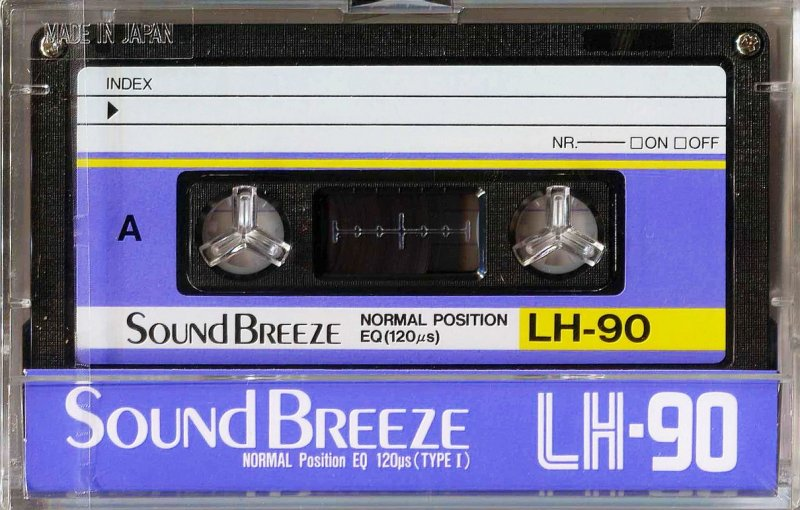 MADE IN JAPAN
INDEX
NR. ☐ON ☐OFF
A
SOUND BREEZE NORMAL POSITION EQ(120μs) LH-90
SOUND BREEZE LH-90
NORMAL Position EQ 120μs (TYPE I)